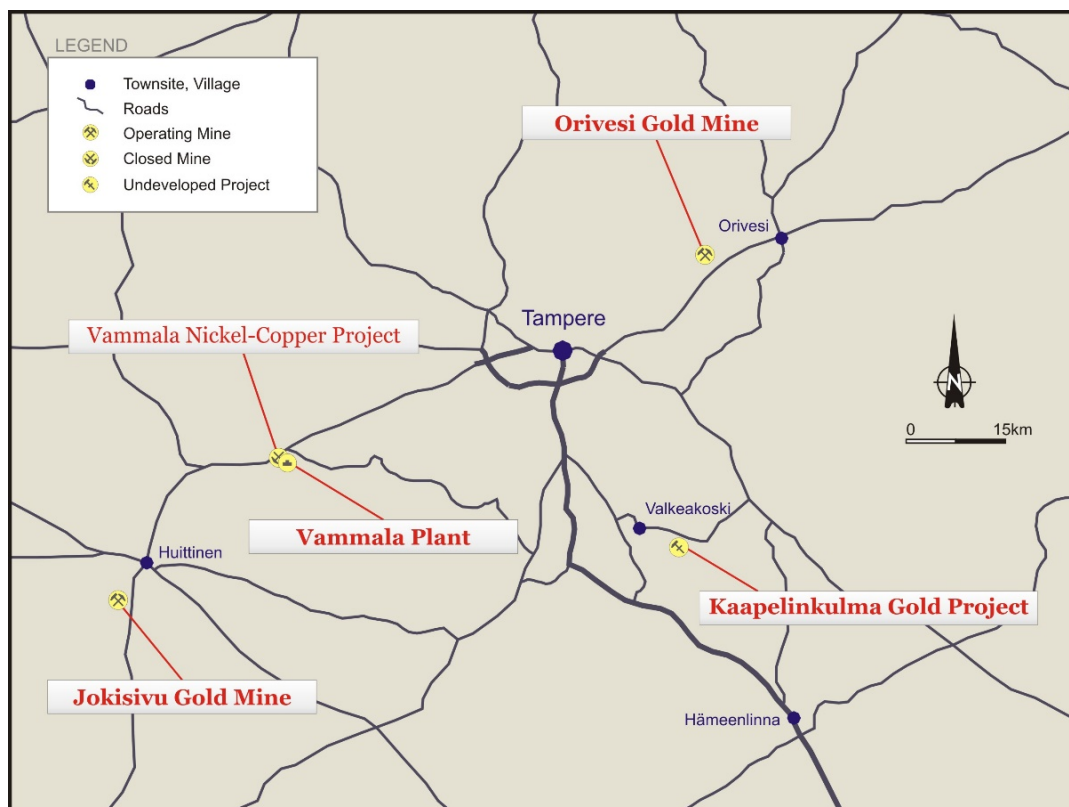 LEGEND
Townsite, Village
Roads
Operating Mine
Closed Mine
Undeveloped Project
Orivesi Gold Mine
Orivesi
Tampere
Vammala Nickel-Copper Project
N
0 15km
Valkeakoski
Vammala Plant
Huittinen
Kaapelinkulma Gold Project
Jokisivu Gold Mine
Hämeenlinna